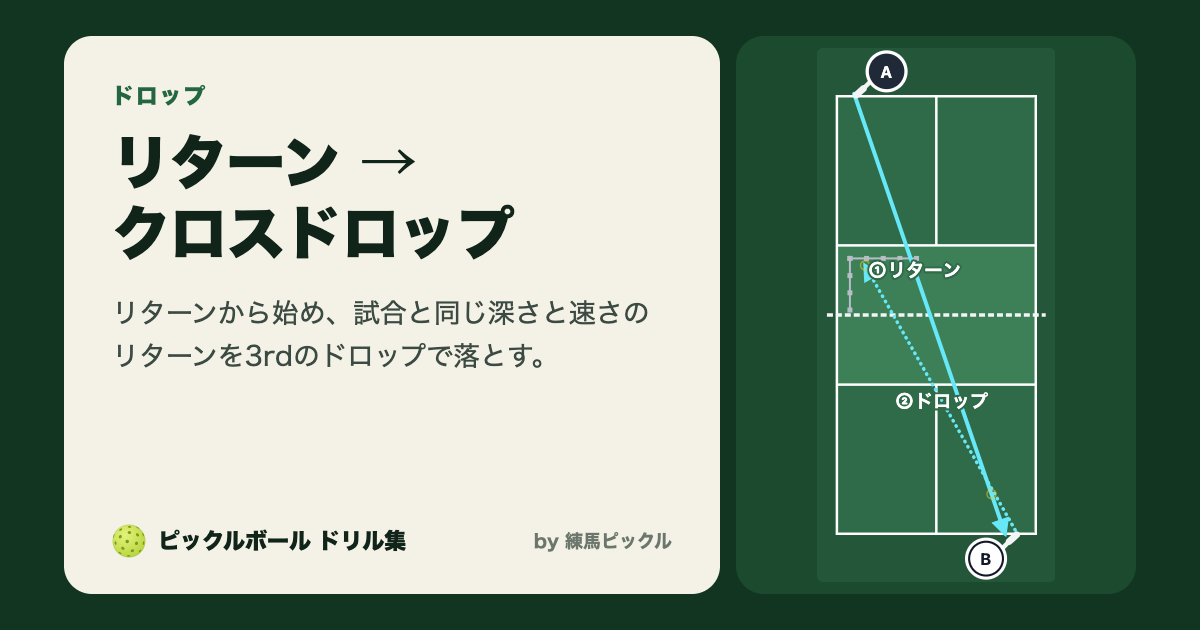 ドロップ
リターン →
クロスドロップ
リターンから始め、試合と同じ深さと速さの
リターンを3rdのドロップで落とす。
ピックルボール ドリル集
by 練馬ピックル
A
①リターン
②ドロップ
B